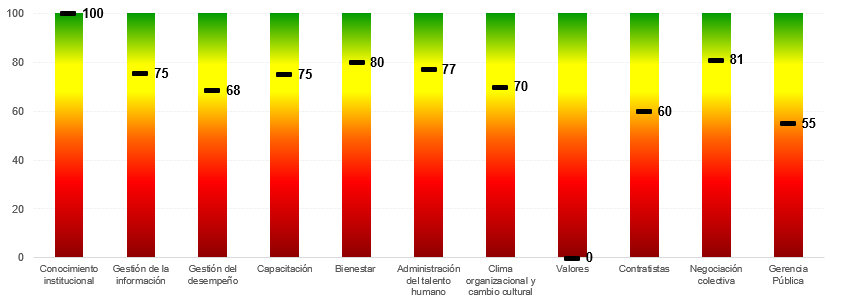 100
80
60
40
20
0
100
75
68
75
80
77
70
0
60
81
55
Conocimiento
institucional
Gestión de la
información
Gestión del
desempeño
Capacitación
Bienestar
Administración
del talento
humano
Clima
organizacional y
cambio cultural
Valores
Contratistas
Negociación
colectiva
Gerencia
Pública